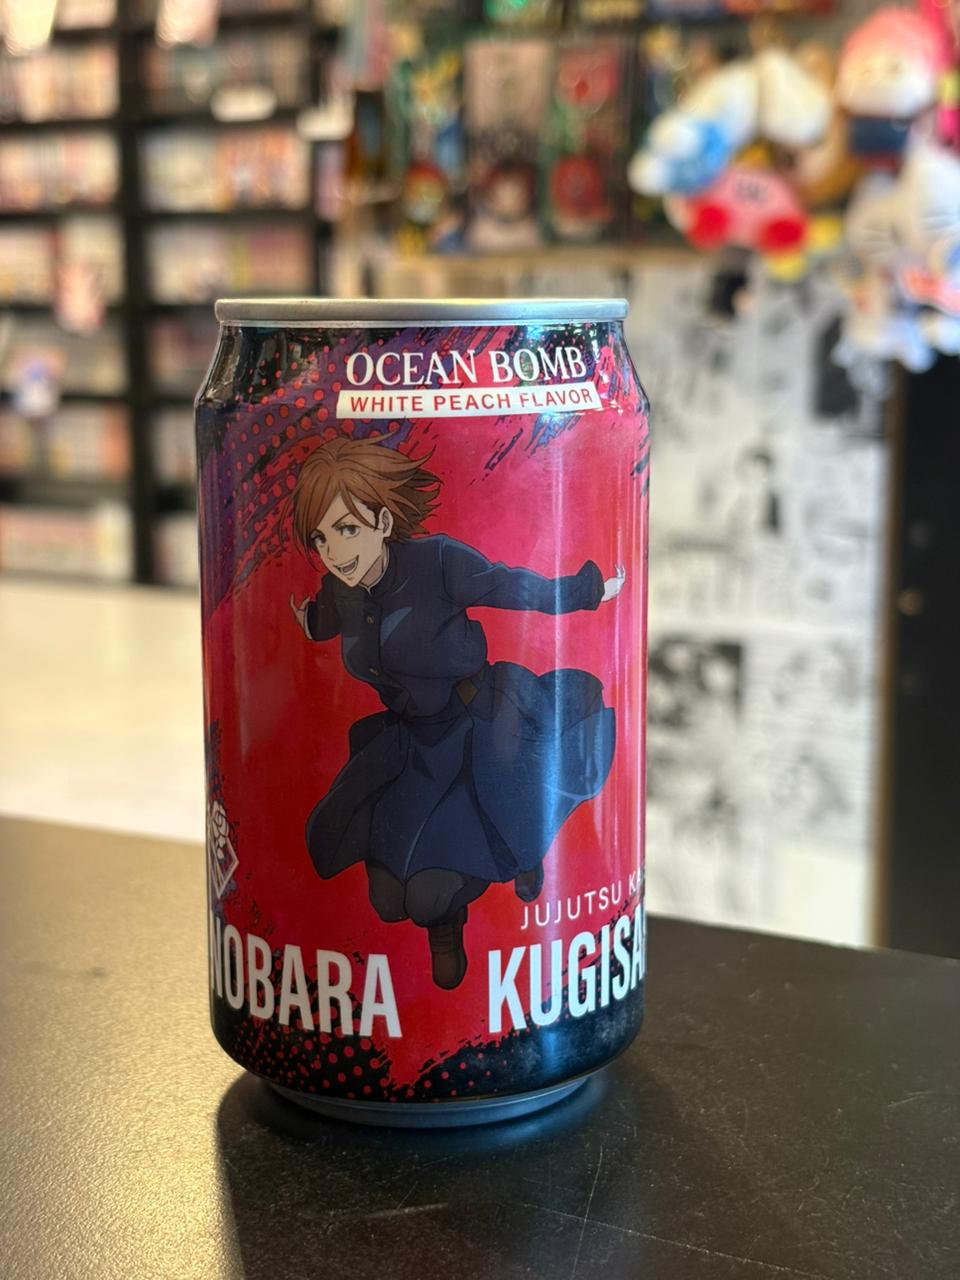 OCEAN BOMB
WHITE PEACH FLAVOR
JUJUTSU KA
NOBARA KUGISA